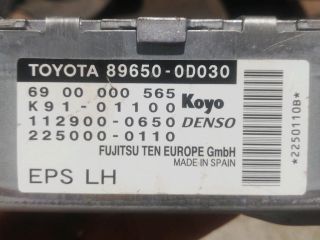 TOYOTA 89650-0D030
69 00 000 565
K91-01100 Koyo
112900-0650 DENSO
225000-0110
FUJITSU TEN EUROPE GmbH
MADE IN SPAIN
EPS LH
*2250110B*